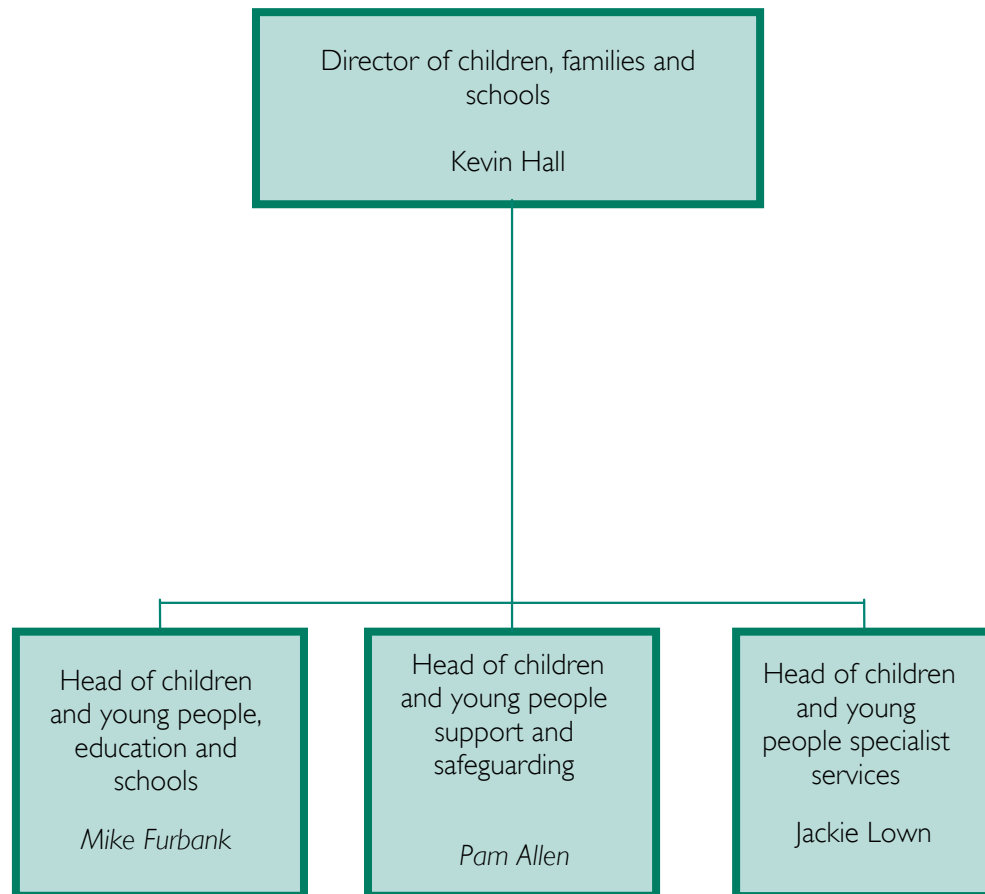 Director of children, families and
schools
Kevin Hall
Head of children
and young people,
education and
schools
Mike Furbank
Head of children
and young people
support and
safeguarding
Pam Allen
Head of children
and young
people specialist
services
Jackie Lown